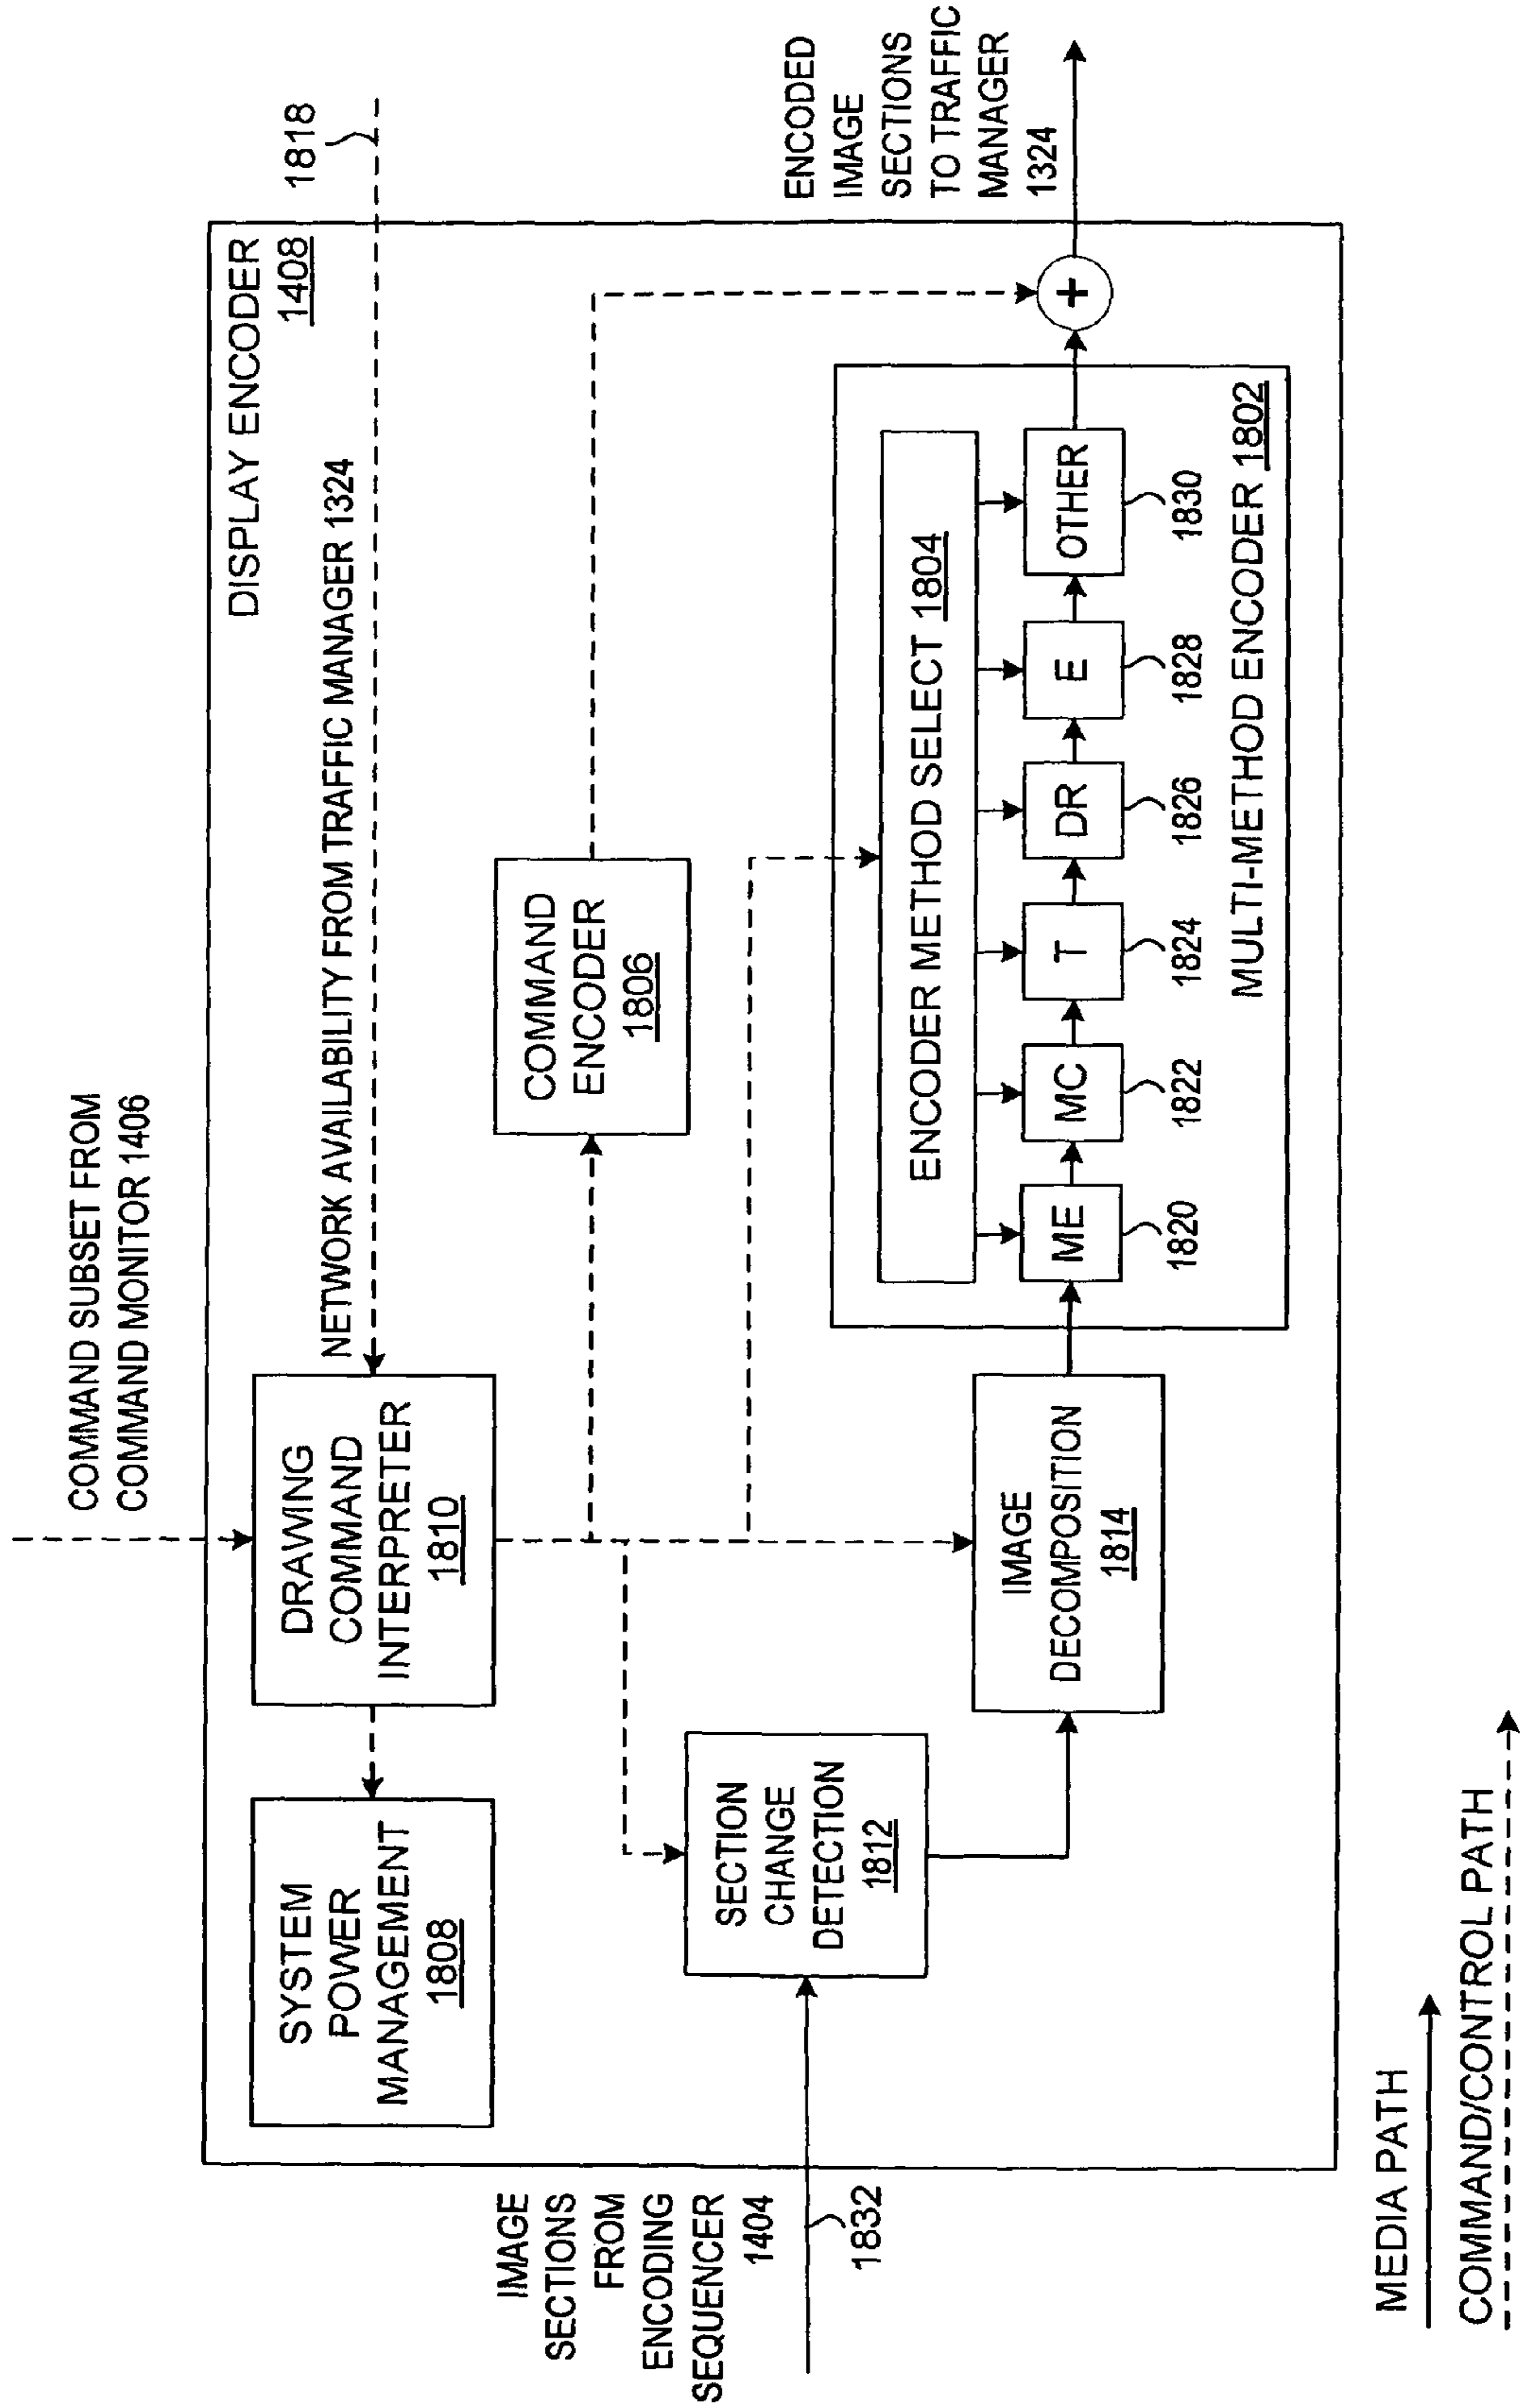 COMMAND SUBSET FROM
COMMAND MONITOR 1406
1818
DISPLAY ENCODER
1408
NETWORK AVAILABILITY FROM TRAFFIC MANAGER 1324
SYSTEM
POWER
MANAGEMENT
1808
DRAWING
COMMAND
INTERPRETER
1810
COMMAND
ENCODER
1806
IMAGE
SECTIONS
FROM
ENCODING
SEQUENCER
1404
1832
SECTION
CHANGE
DETECTION
1812
IMAGE
DECOMPOSITION
1814
ENCODER METHOD SELECT 1804
ME
MC
T
DR
E
OTHER
1820
1822
1824
1826
1828
1830
MULTI-METHOD ENCODER 1802
+
ENCODED
IMAGE
SECTIONS
TO TRAFFIC
MANAGER
1324
MEDIA PATH
COMMAND/CONTROL PATH